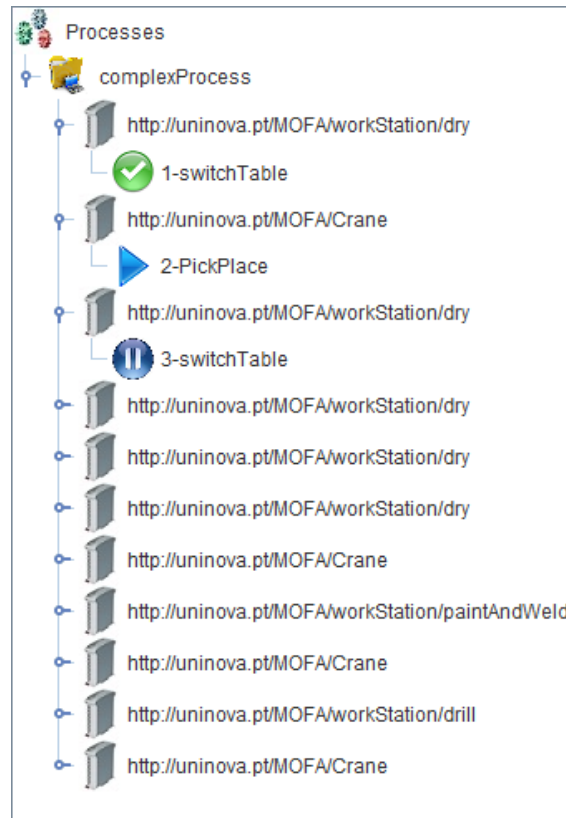 Processes
complexProcess
http://uninova.pt/MOFA/workStation/dry
1-switchTable
http://uninova.pt/MOFA/Crane
2-PickPlace
http://uninova.pt/MOFA/workStation/dry
3-switchTable
http://uninova.pt/MOFA/workStation/dry
http://uninova.pt/MOFA/workStation/dry
http://uninova.pt/MOFA/workStation/dry
http://uninova.pt/MOFA/Crane
http://uninova.pt/MOFA/workStation/paintAndWeld
http://uninova.pt/MOFA/Crane
http://uninova.pt/MOFA/workStation/drill
http://uninova.pt/MOFA/Crane